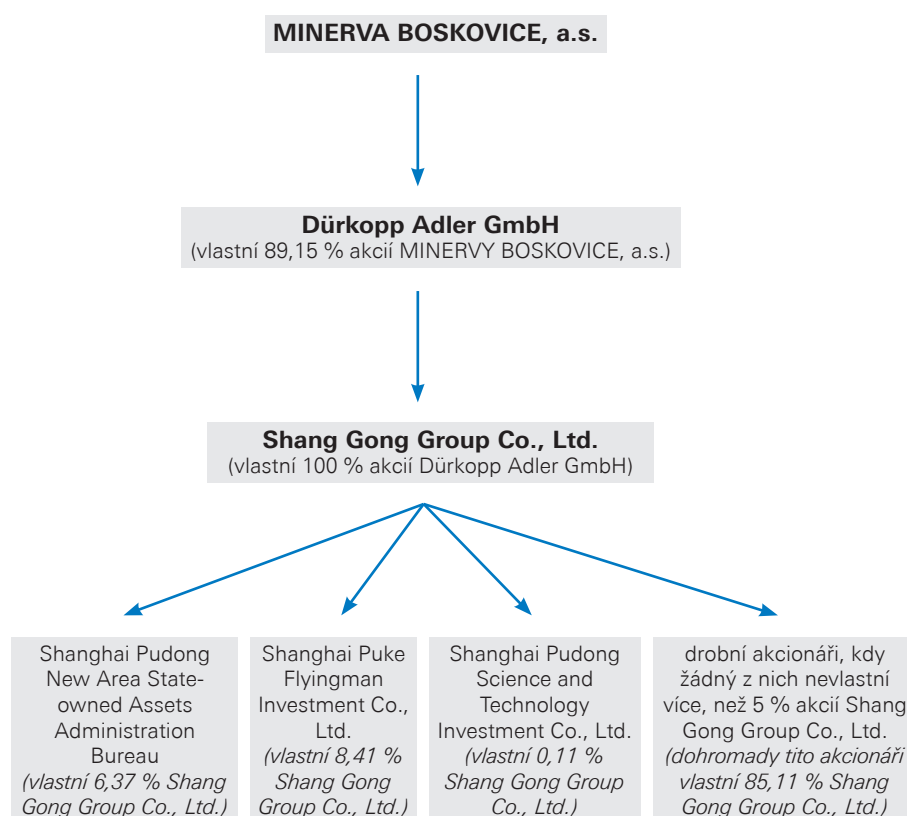 MINERVA BOSKOVICE, a.s.
Dürkopp Adler GmbH
(vlastní 89,15 % akcií MINERVY BOSKOVICE, a.s.)
Shang Gong Group Co., Ltd.
(vlastní 100 % akcií Dürkopp Adler GmbH)
Shanghai Pudong
New Area State-
owned Assets
Administration
Bureau
(vlastní 6,37 % Shang
Gong Group Co., Ltd.)
Shanghai Puke
Flyingman
Investment Co.,
Ltd.
(vlastní 8,41 %
Shang Gong
Group Co., Ltd.)
Shanghai Pudong
Science and
Technology
Investment Co., Ltd.
(vlastní 0,11 %
Shang Gong Group
Co., Ltd.)
drobní akcionáři, kdy
žádný z nich nevlastní
více, než 5 % akcií Shang
Gong Group Co., Ltd.
(dohromady tito akcionáři
vlastní 85,11 % Shang
Gong Group Co., Ltd.)